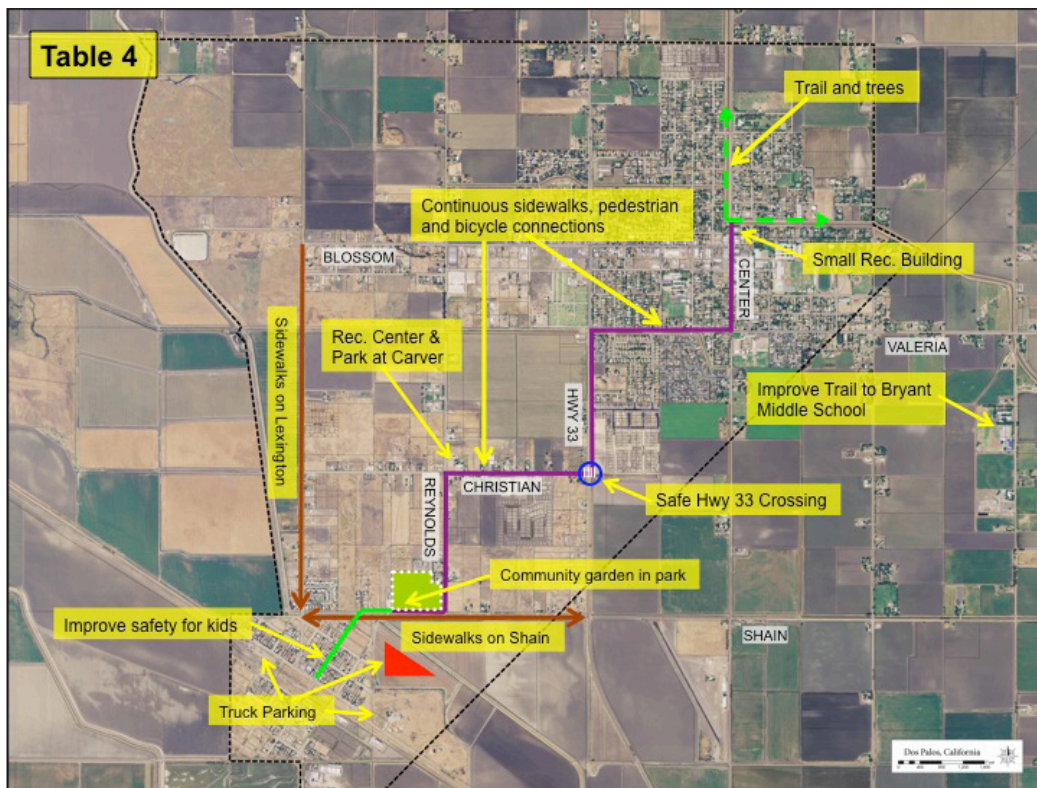 Table 4
Trail and trees
Continuous sidewalks, pedestrian
and bicycle connections
BLOSSOM
CENTER
Small Rec. Building
Sidewalks on Lexington
Rec. Center &
Park at Carver
VALERIA
HWY 33
Improve Trail to Bryant
Middle School
REYNOLDS
CHRISTIAN
Safe Hwy 33 Crossing
Community garden in park
Improve safety for kids
Sidewalks on Shain
SHAIN
Truck Parking
Dos Palos, California